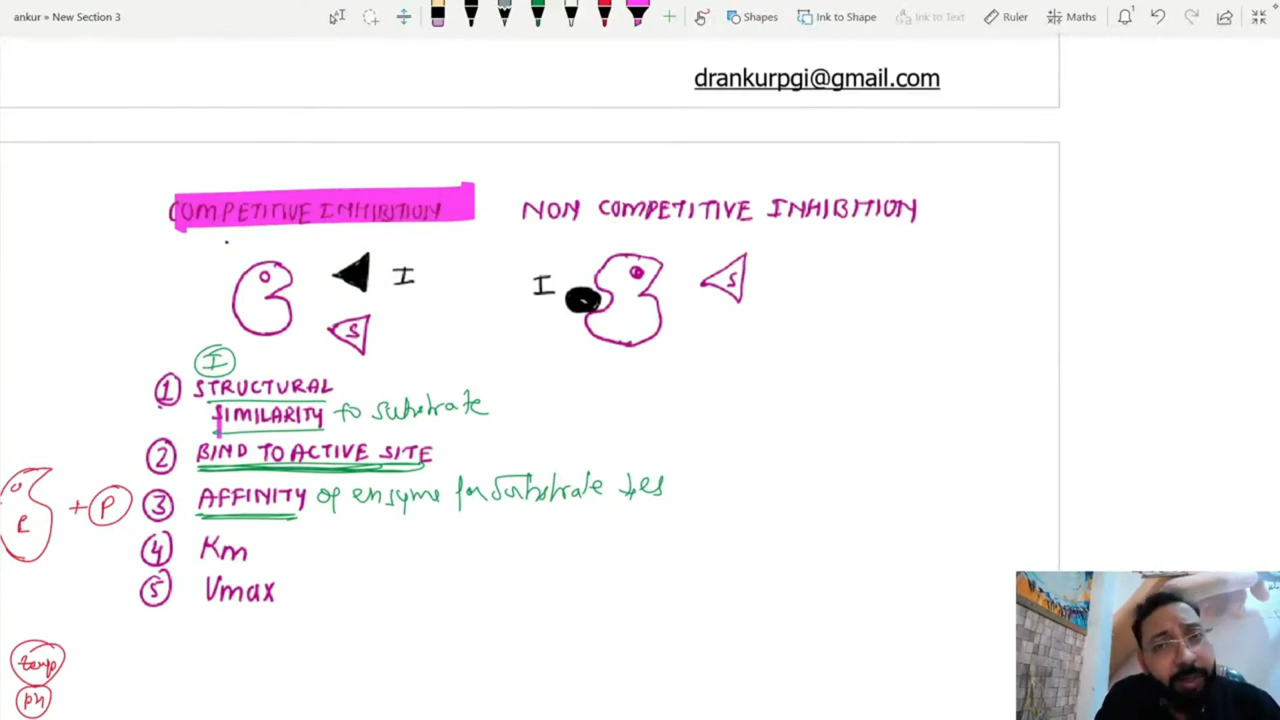 ankur » New Section 3
Shapes
Ink to Shape
Ink to Text
Ruler
Maths
drankurpgi@gmail.com
COMPETITIVE INHIBITION
NON COMPETITIVE INHIBITION
I
S
I
S
I
① STRUCTURAL
SIMILARITY to substrate
② BIND TO ACTIVE SITE
③ AFFINITY of enzyme for substrate ↓es
+ P
④ Km
⑤ Vmax
temp
pH